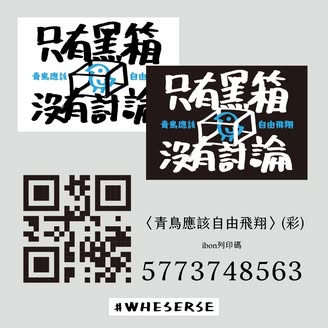 只有黑箱
青鳥應該 自由飛翔
沒有討論
只有黑箱
青鳥應該 自由飛翔
沒有討論
〈青鳥應該自由飛翔〉(彩)
ibon列印碼
5773748563
#WHESERSE